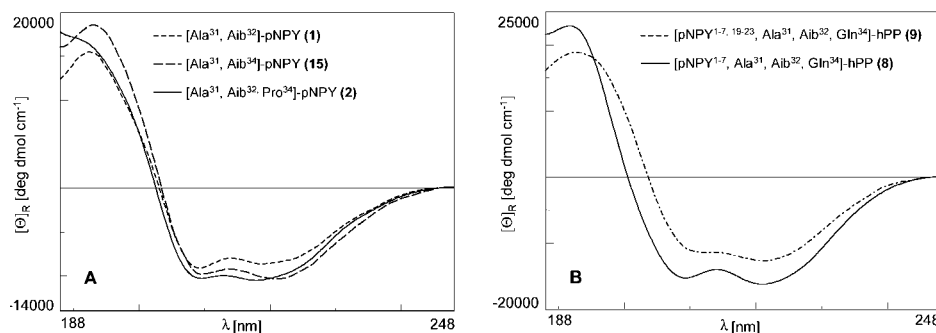 20000
[Ala³¹, Aib³²]-pNPY (1)
[Ala³¹, Aib³⁴]-pNPY (15)
[Ala³¹, Aib³²· Pro³⁴]-pNPY (2)
[Θ]R [deg dmol cm⁻¹]
A
-14000
188
λ [nm]
248
25000
[pNPY¹⁻⁷, ¹⁹⁻²³, Ala³¹, Aib³², Gln³⁴]-hPP (9)
[pNPY¹⁻⁷, Ala³¹, Aib³², Gln³⁴]-hPP (8)
[Θ]R [deg dmol cm⁻¹]
B
-20000
188
λ [nm]
248